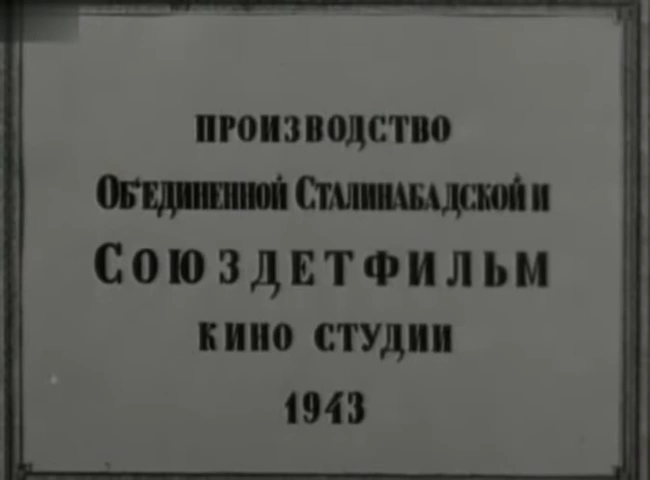 ПРОИЗВОДСТВО
ОБ'ЕДИНЕННОЙ СТАЛИНАБАДСКОЙ И
СОЮЗДЕТФИЛЬМ
КИНО СТУДИИ
1943